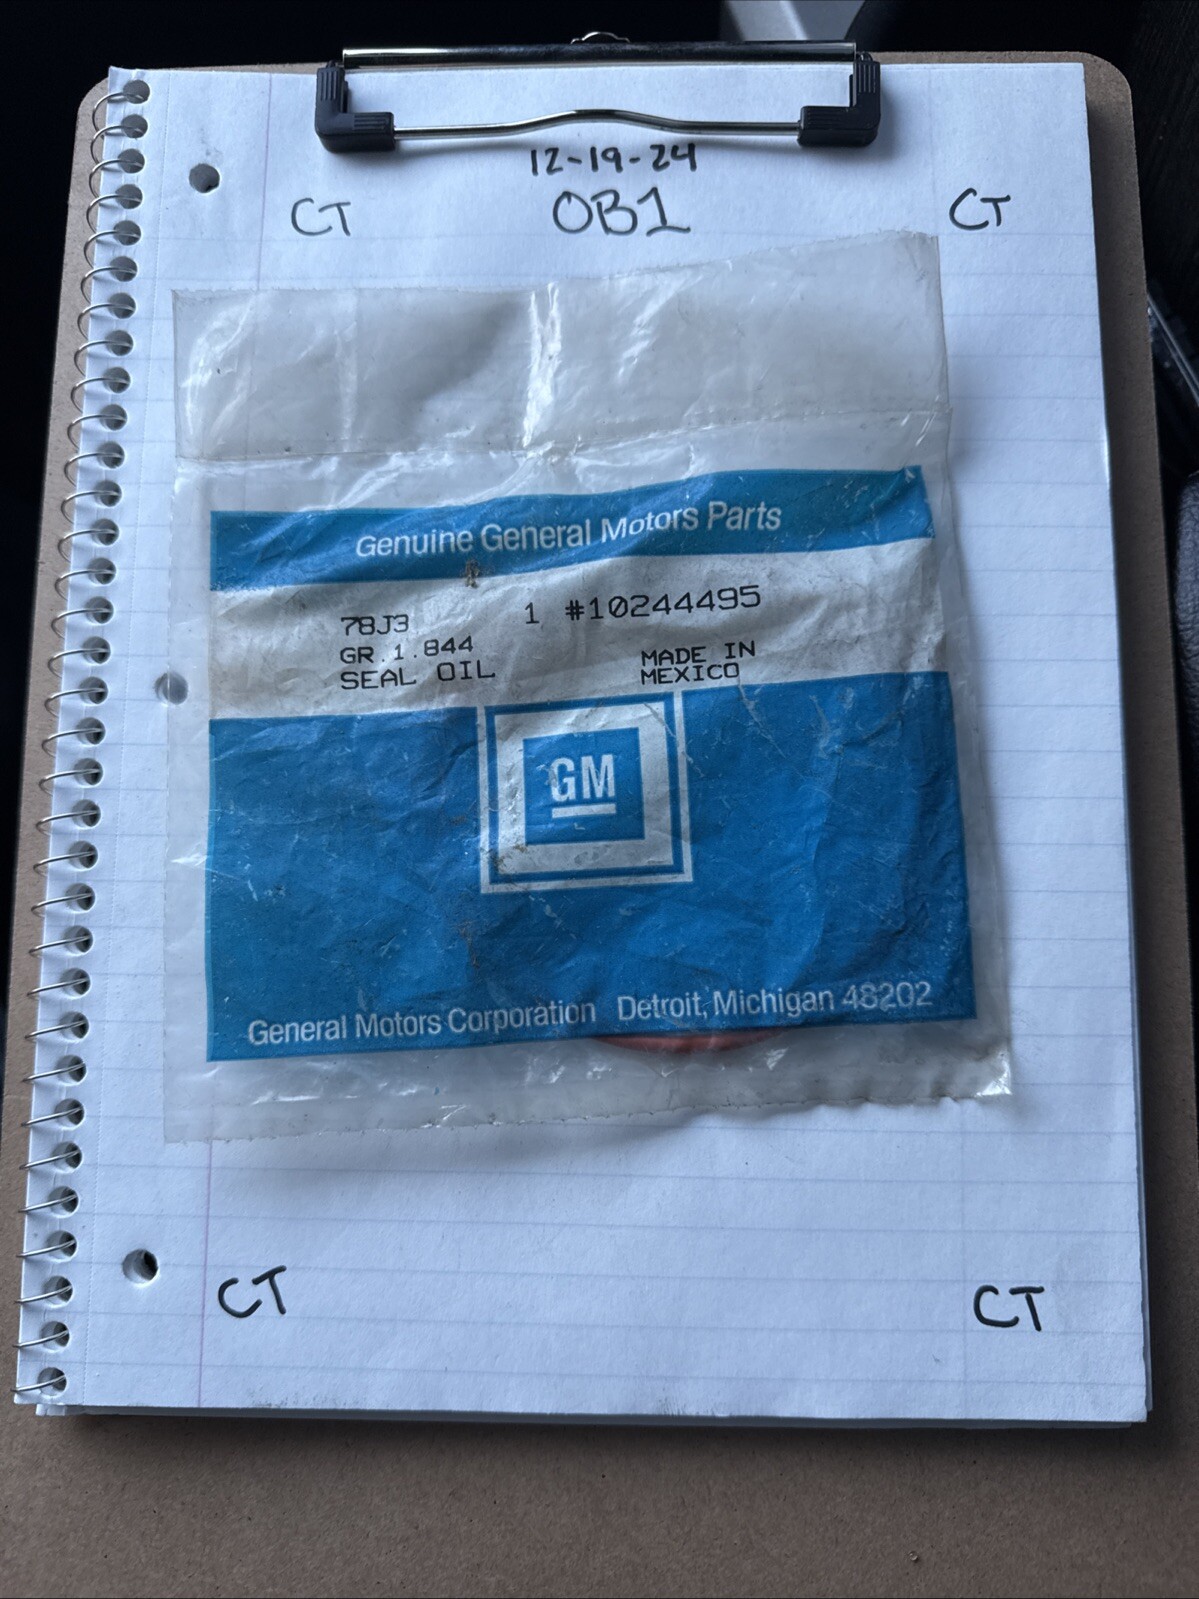 12-19-24
CT OB1 CT
Genuine General Motors Parts
78J3 1 #10244495
GR.1.844
SEAL OIL
MADE IN
MEXICO
GM
General Motors Corporation Detroit, Michigan 48202
CT CT